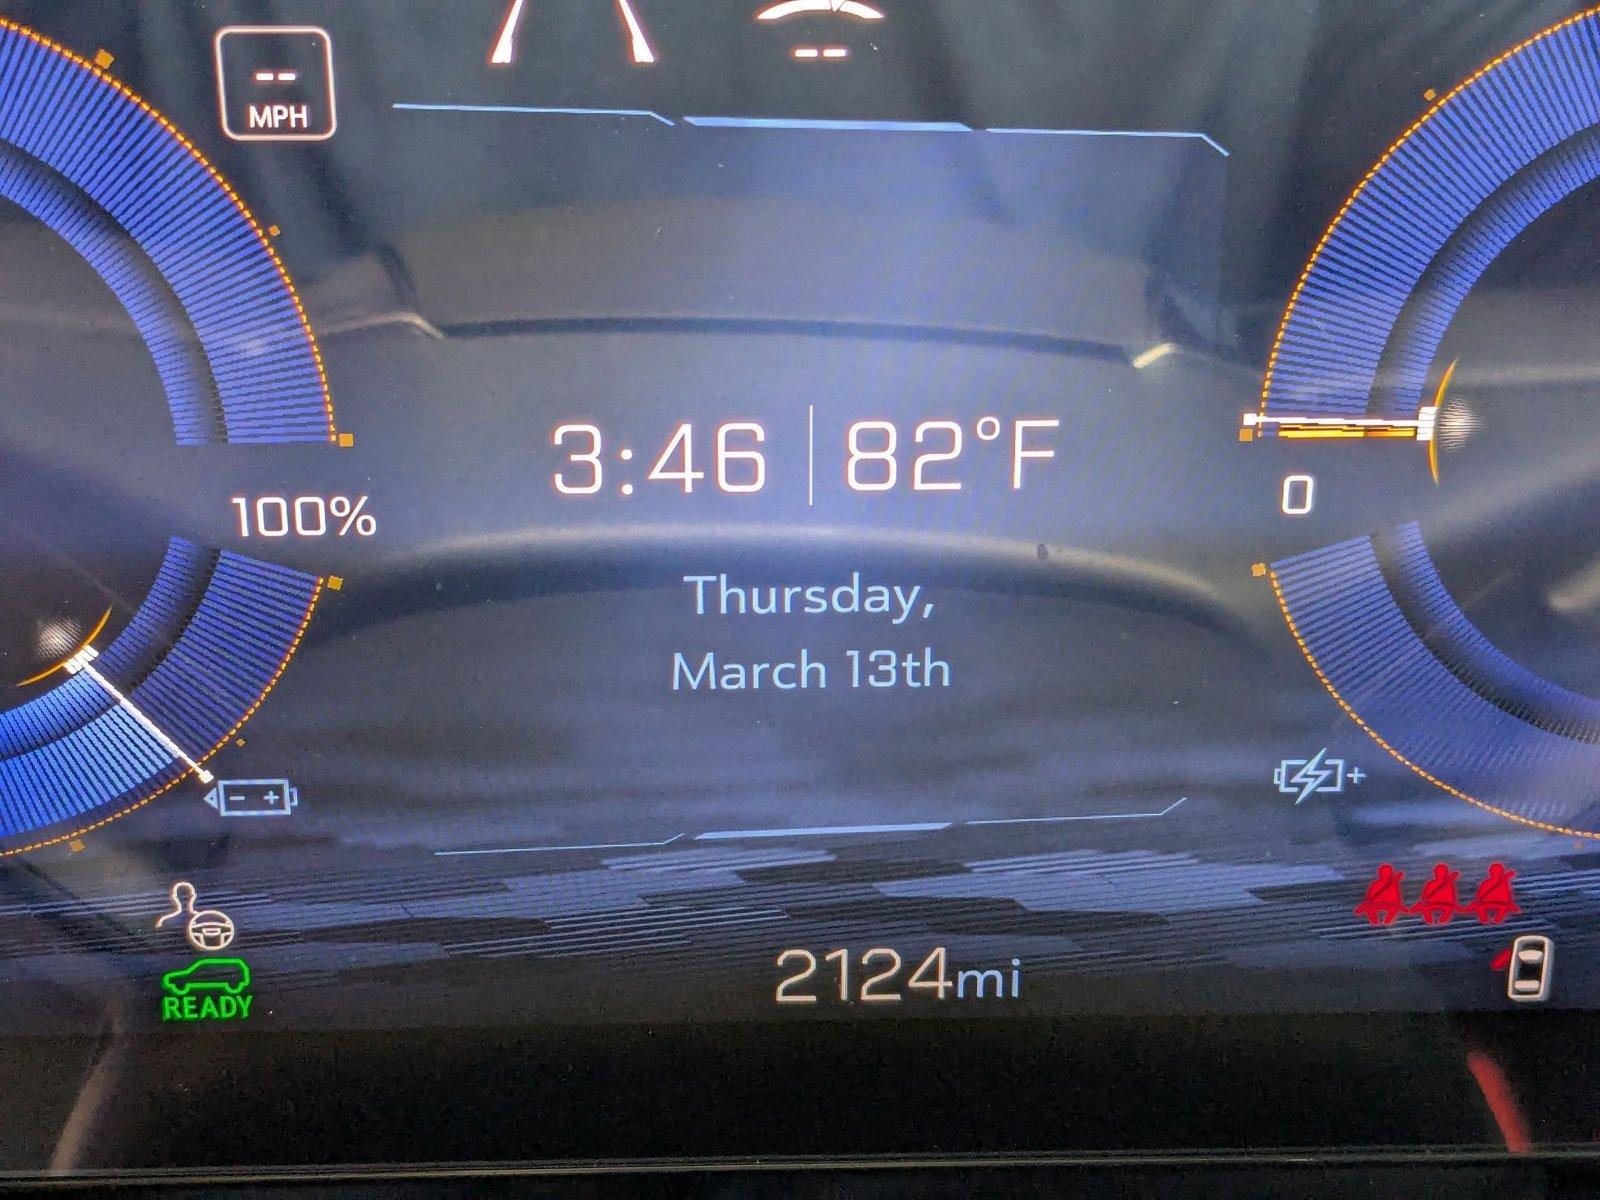 --
MPH
--
3:46 82°F
100%
0
Thursday,
March 13th
- +
+
READY
2124mi